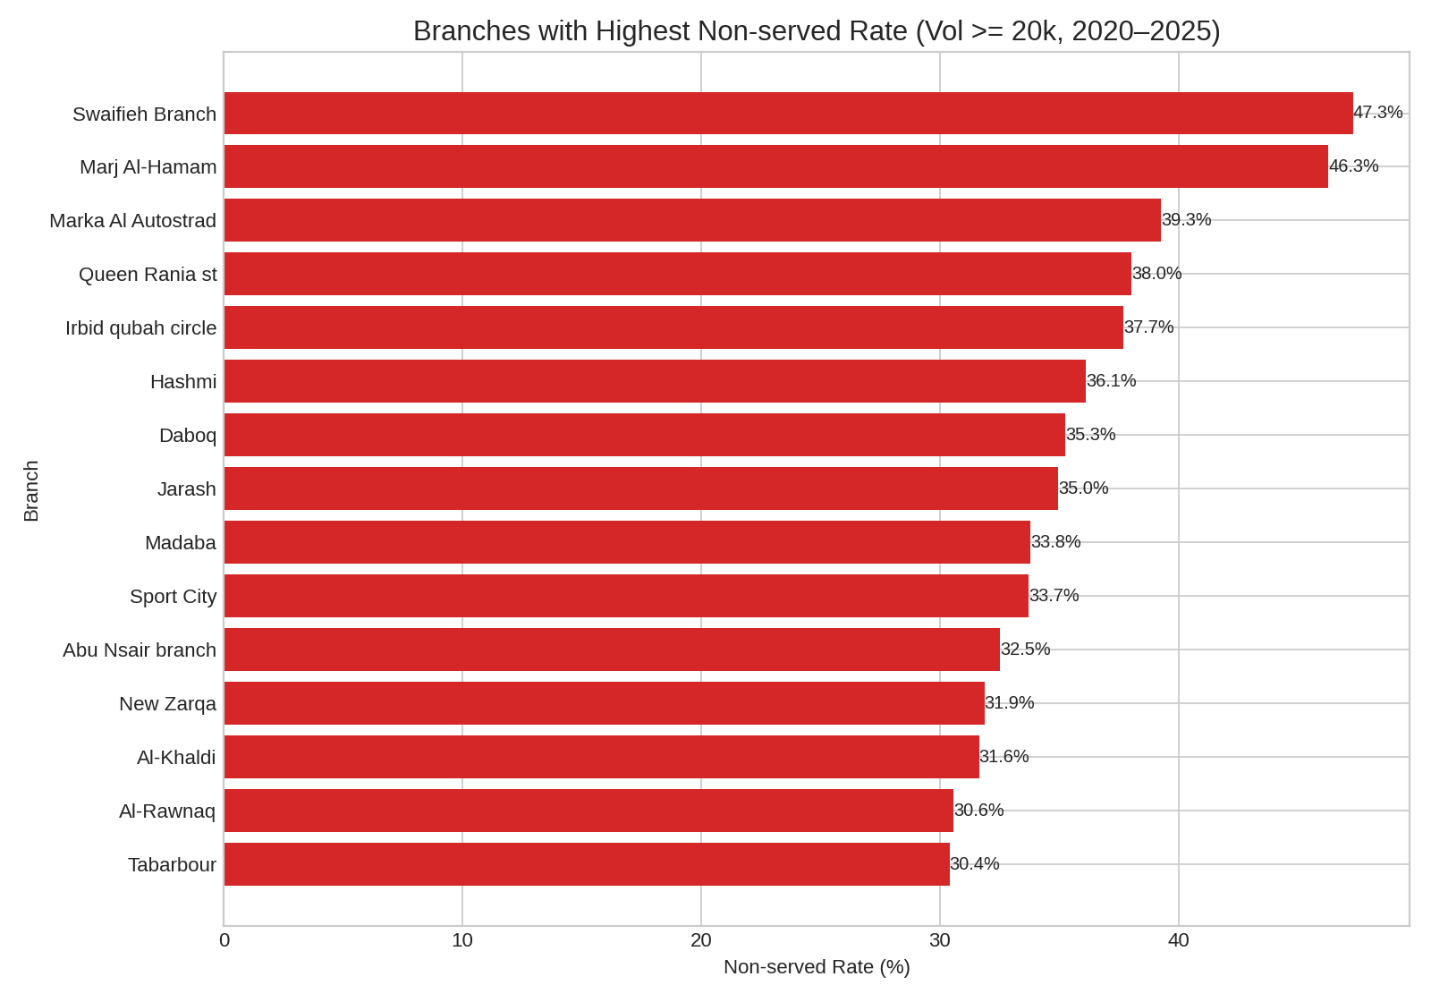 Branches with Highest Non-served Rate (Vol >= 20k, 2020–2025)
Swaifieh Branch 47.3%
Marj Al-Hamam 46.3%
Marka Al Autostrad 39.3%
Queen Rania st 38.0%
Irbid qubah circle 37.7%
Hashmi 36.1%
Daboq 35.3%
Jarash 35.0%
Madaba 33.8%
Sport City 33.7%
Abu Nsair branch 32.5%
New Zarqa 31.9%
Al-Khaldi 31.6%
Al-Rawnaq 30.6%
Tabarbour 30.4%
Branch
0 10 20 30 40
Non-served Rate (%)